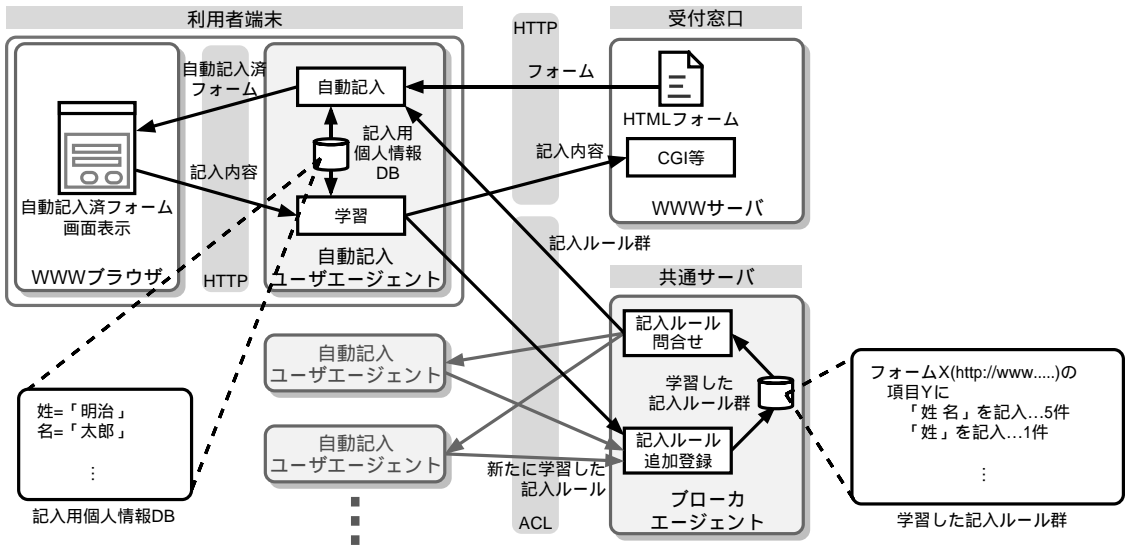 利用者端末
受付窓口
HTTP
自動記入済
フォーム
自動記入
フォーム
HTMLフォーム
記入用
個人情報
DB
記入内容
記入内容
CGI等
自動記入済フォーム
画面表示
学習
WWWサーバ
WWWブラウザ
HTTP
自動記入
ユーザエージェント
記入ルール群
共通サーバ
自動記入
ユーザエージェント
記入ルール
問合せ
学習した
記入ルール群
自動記入
ユーザエージェント
記入ルール
追加登録
新たに学習した
記入ルール
ACL
ブローカ
エージェント
姓=「 明治 」
名=「 太郎 」
⋮
記入用個人情報DB
フォームX(http://www.....)の
項目Yに
「 姓 名 」を記入…5件
「 姓 」を記入…1件
⋮
学習した記入ルール群